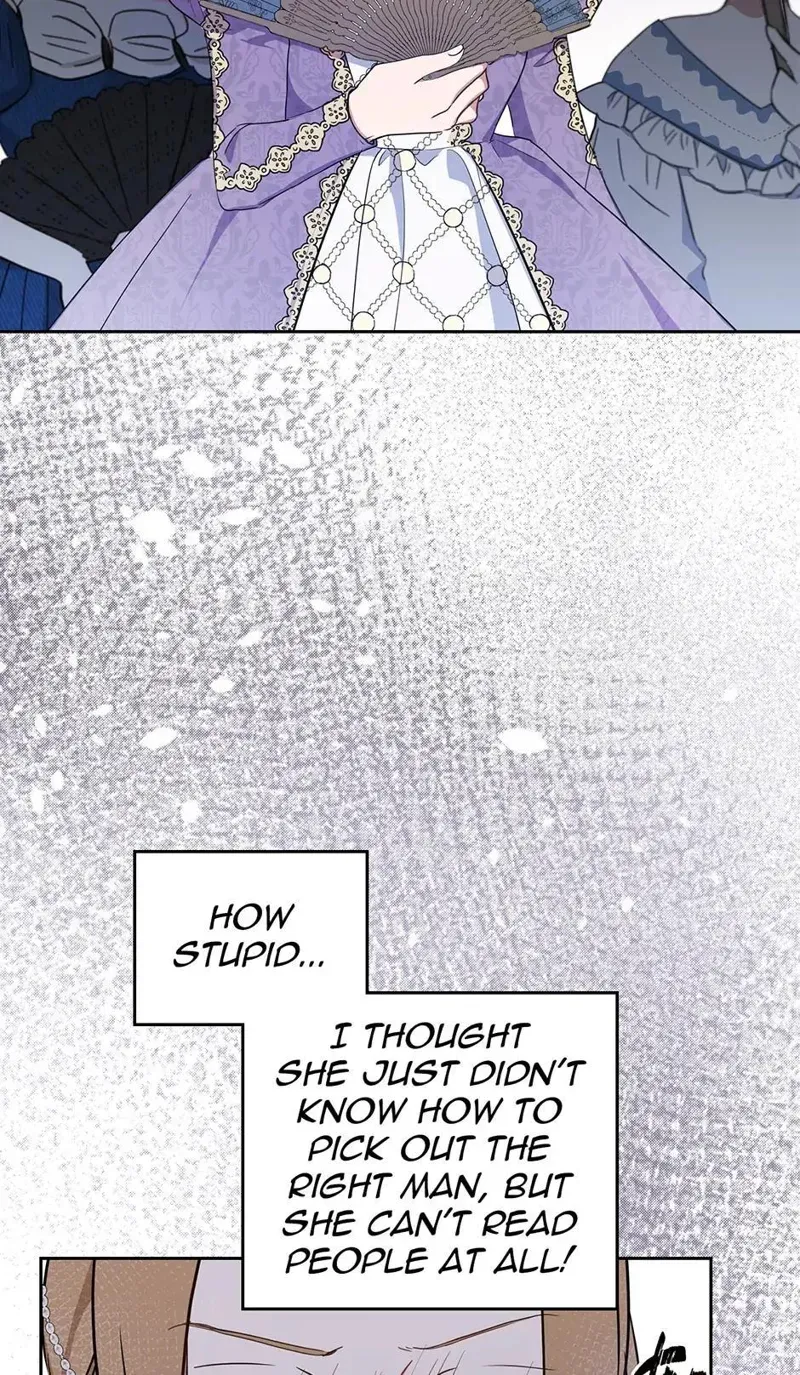 HOW
STUPID...
I THOUGHT
SHE JUST DIDN'T
KNOW HOW TO
PICK OUT THE
RIGHT MAN, BUT
SHE CAN'T READ
PEOPLE AT ALL!